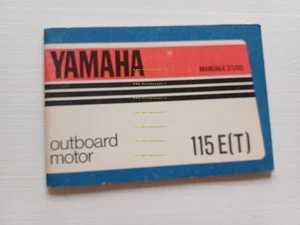 YAMAHA
MANUALE D'USO
outboard
motor
115 E(T)